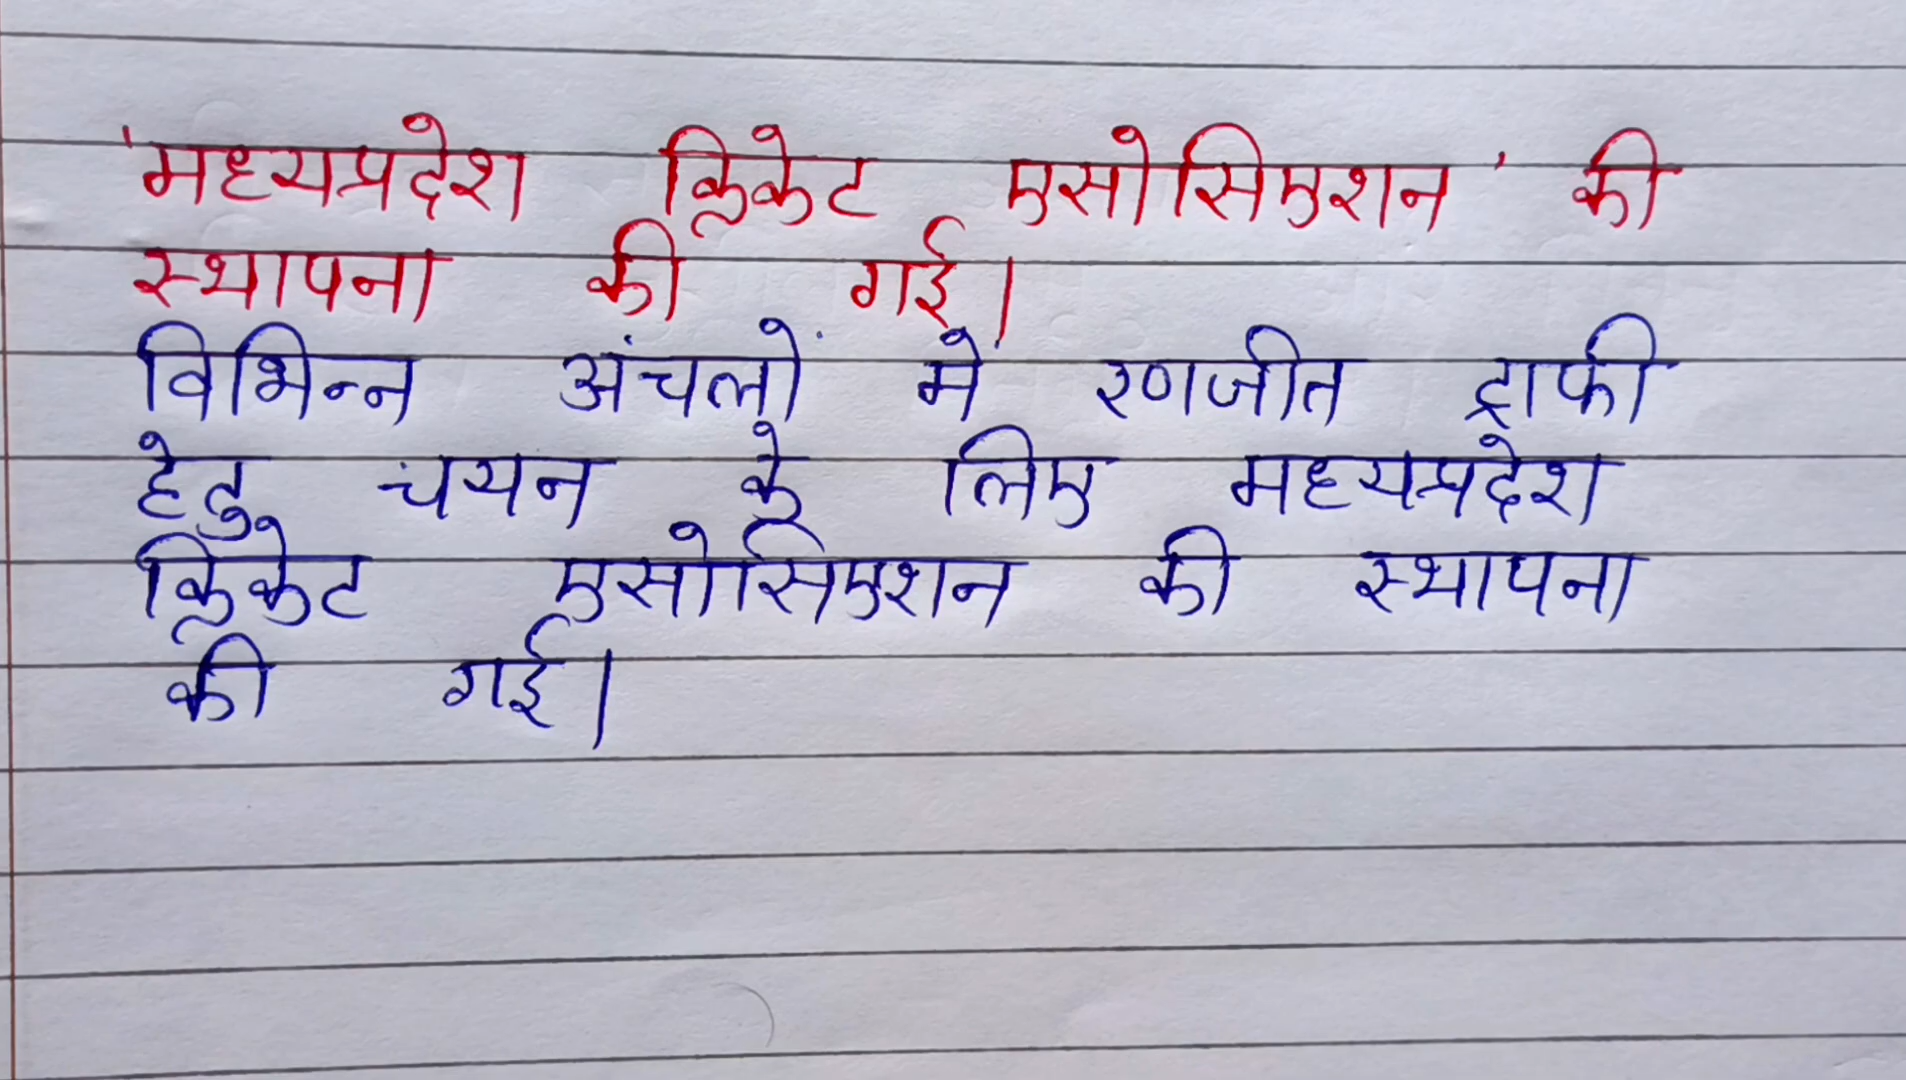 'मध्यप्रदेश क्रिकेट एसोसिएशन' की
स्थापना की गई।
विभिन्न अंचलों में रणजीत ट्राफी
हेतु चयन के लिए मध्यप्रदेश
क्रिकेट एसोसिएशन की स्थापना
की गई।